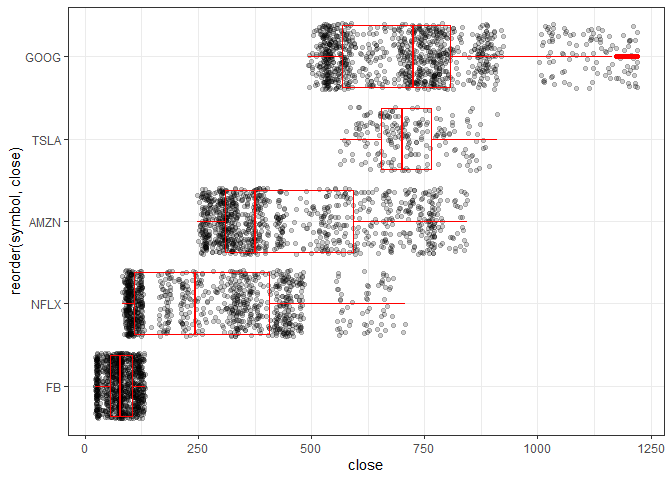 reorder(symbol, close)
GOOG
TSLA
AMZN
NFLX
FB
0 250 500 750 1000 1250
close